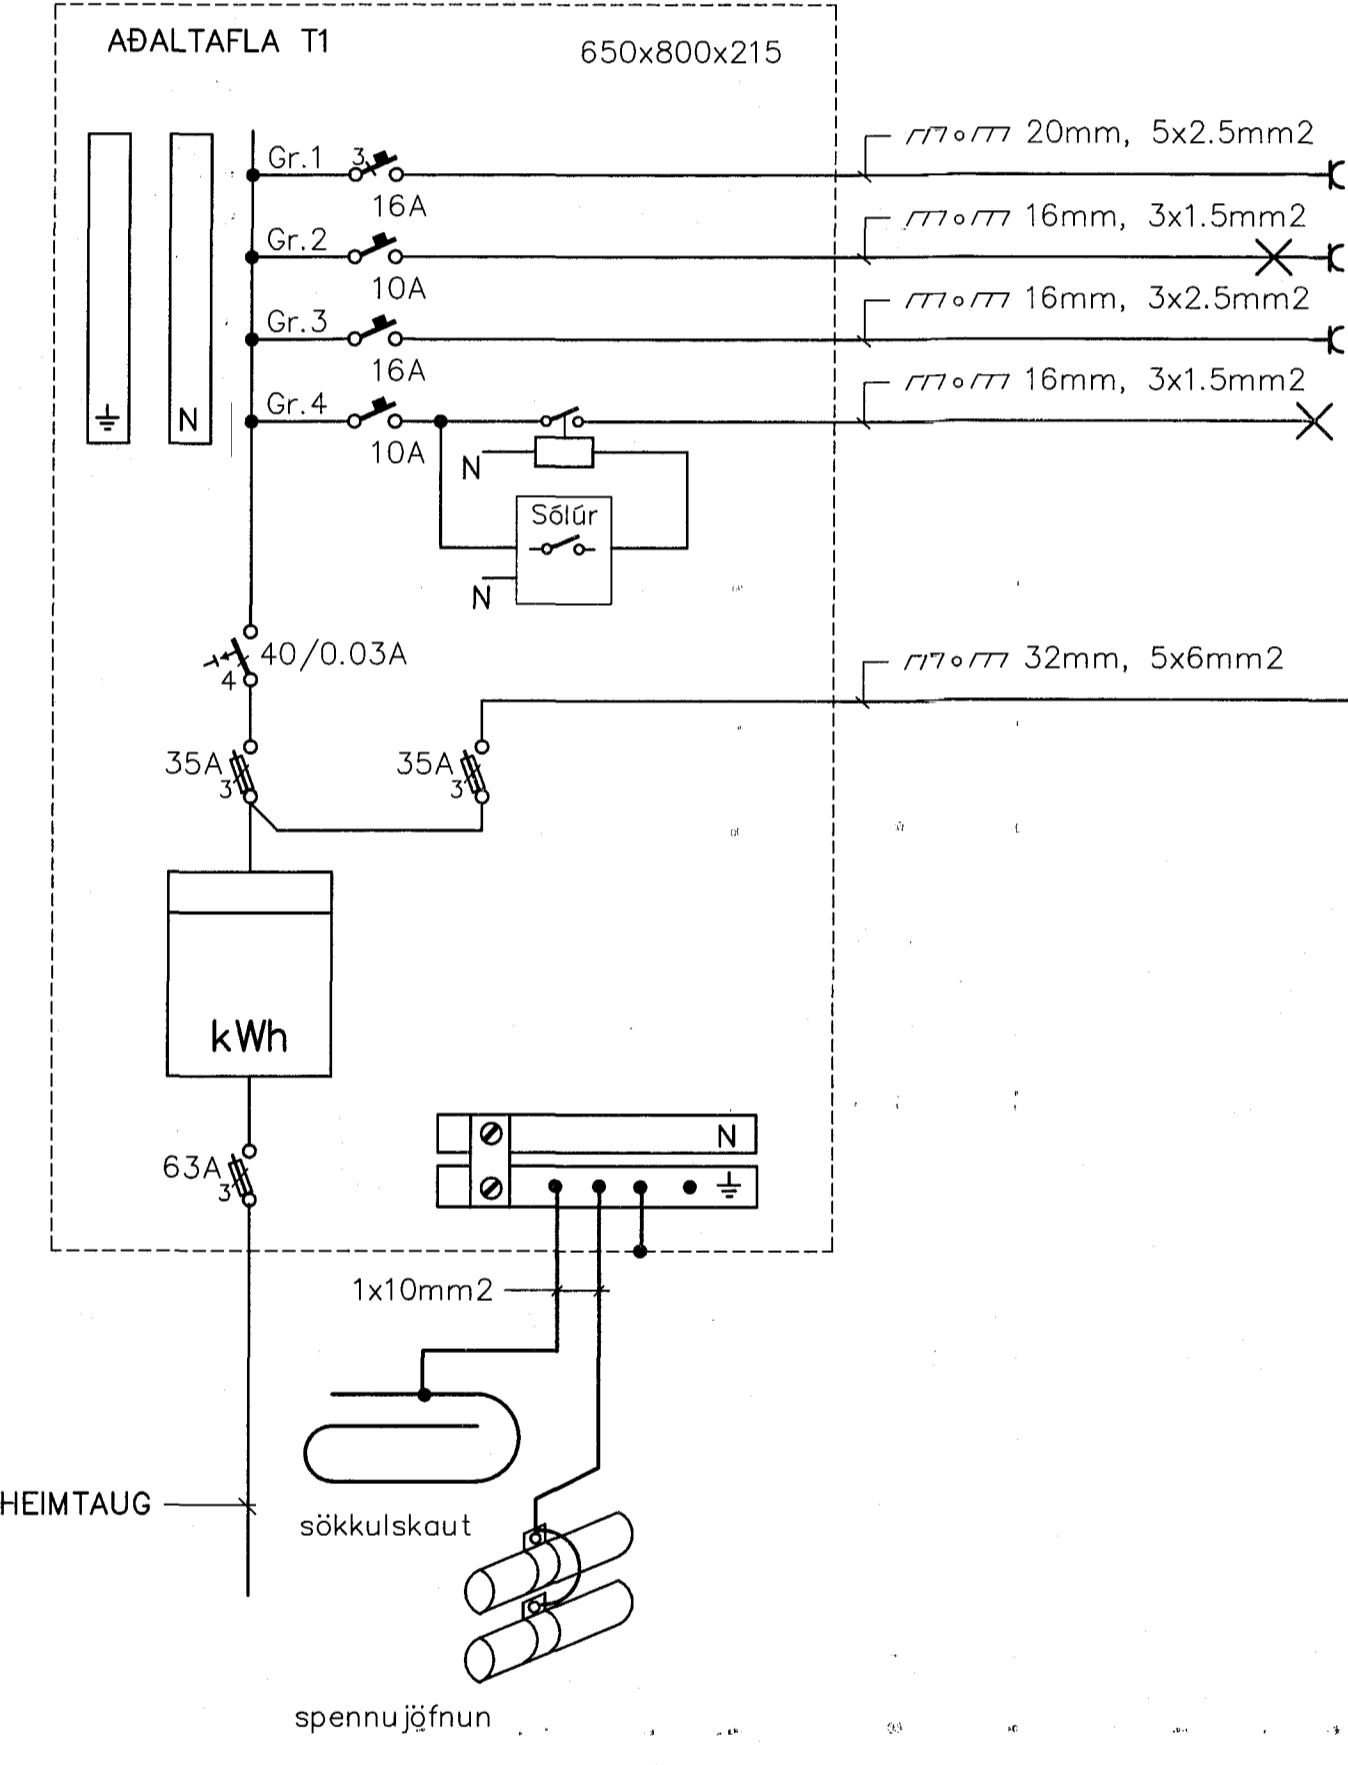 AÐALTAFLA T1
650x800x215
Gr.1
3
16A
20mm, 5x2.5mm2
Gr.2
10A
16mm, 3x1.5mm2
Gr.3
16A
16mm, 3x2.5mm2
Gr.4
10A
16mm, 3x1.5mm2
N
N
Sólúr
N
40/0.03A
4
32mm, 5x6mm2
35A
3
35A
3
kWh
N
63A
3
1x10mm2
HEIMTAUG
sökkulskaut
spennujöfnun